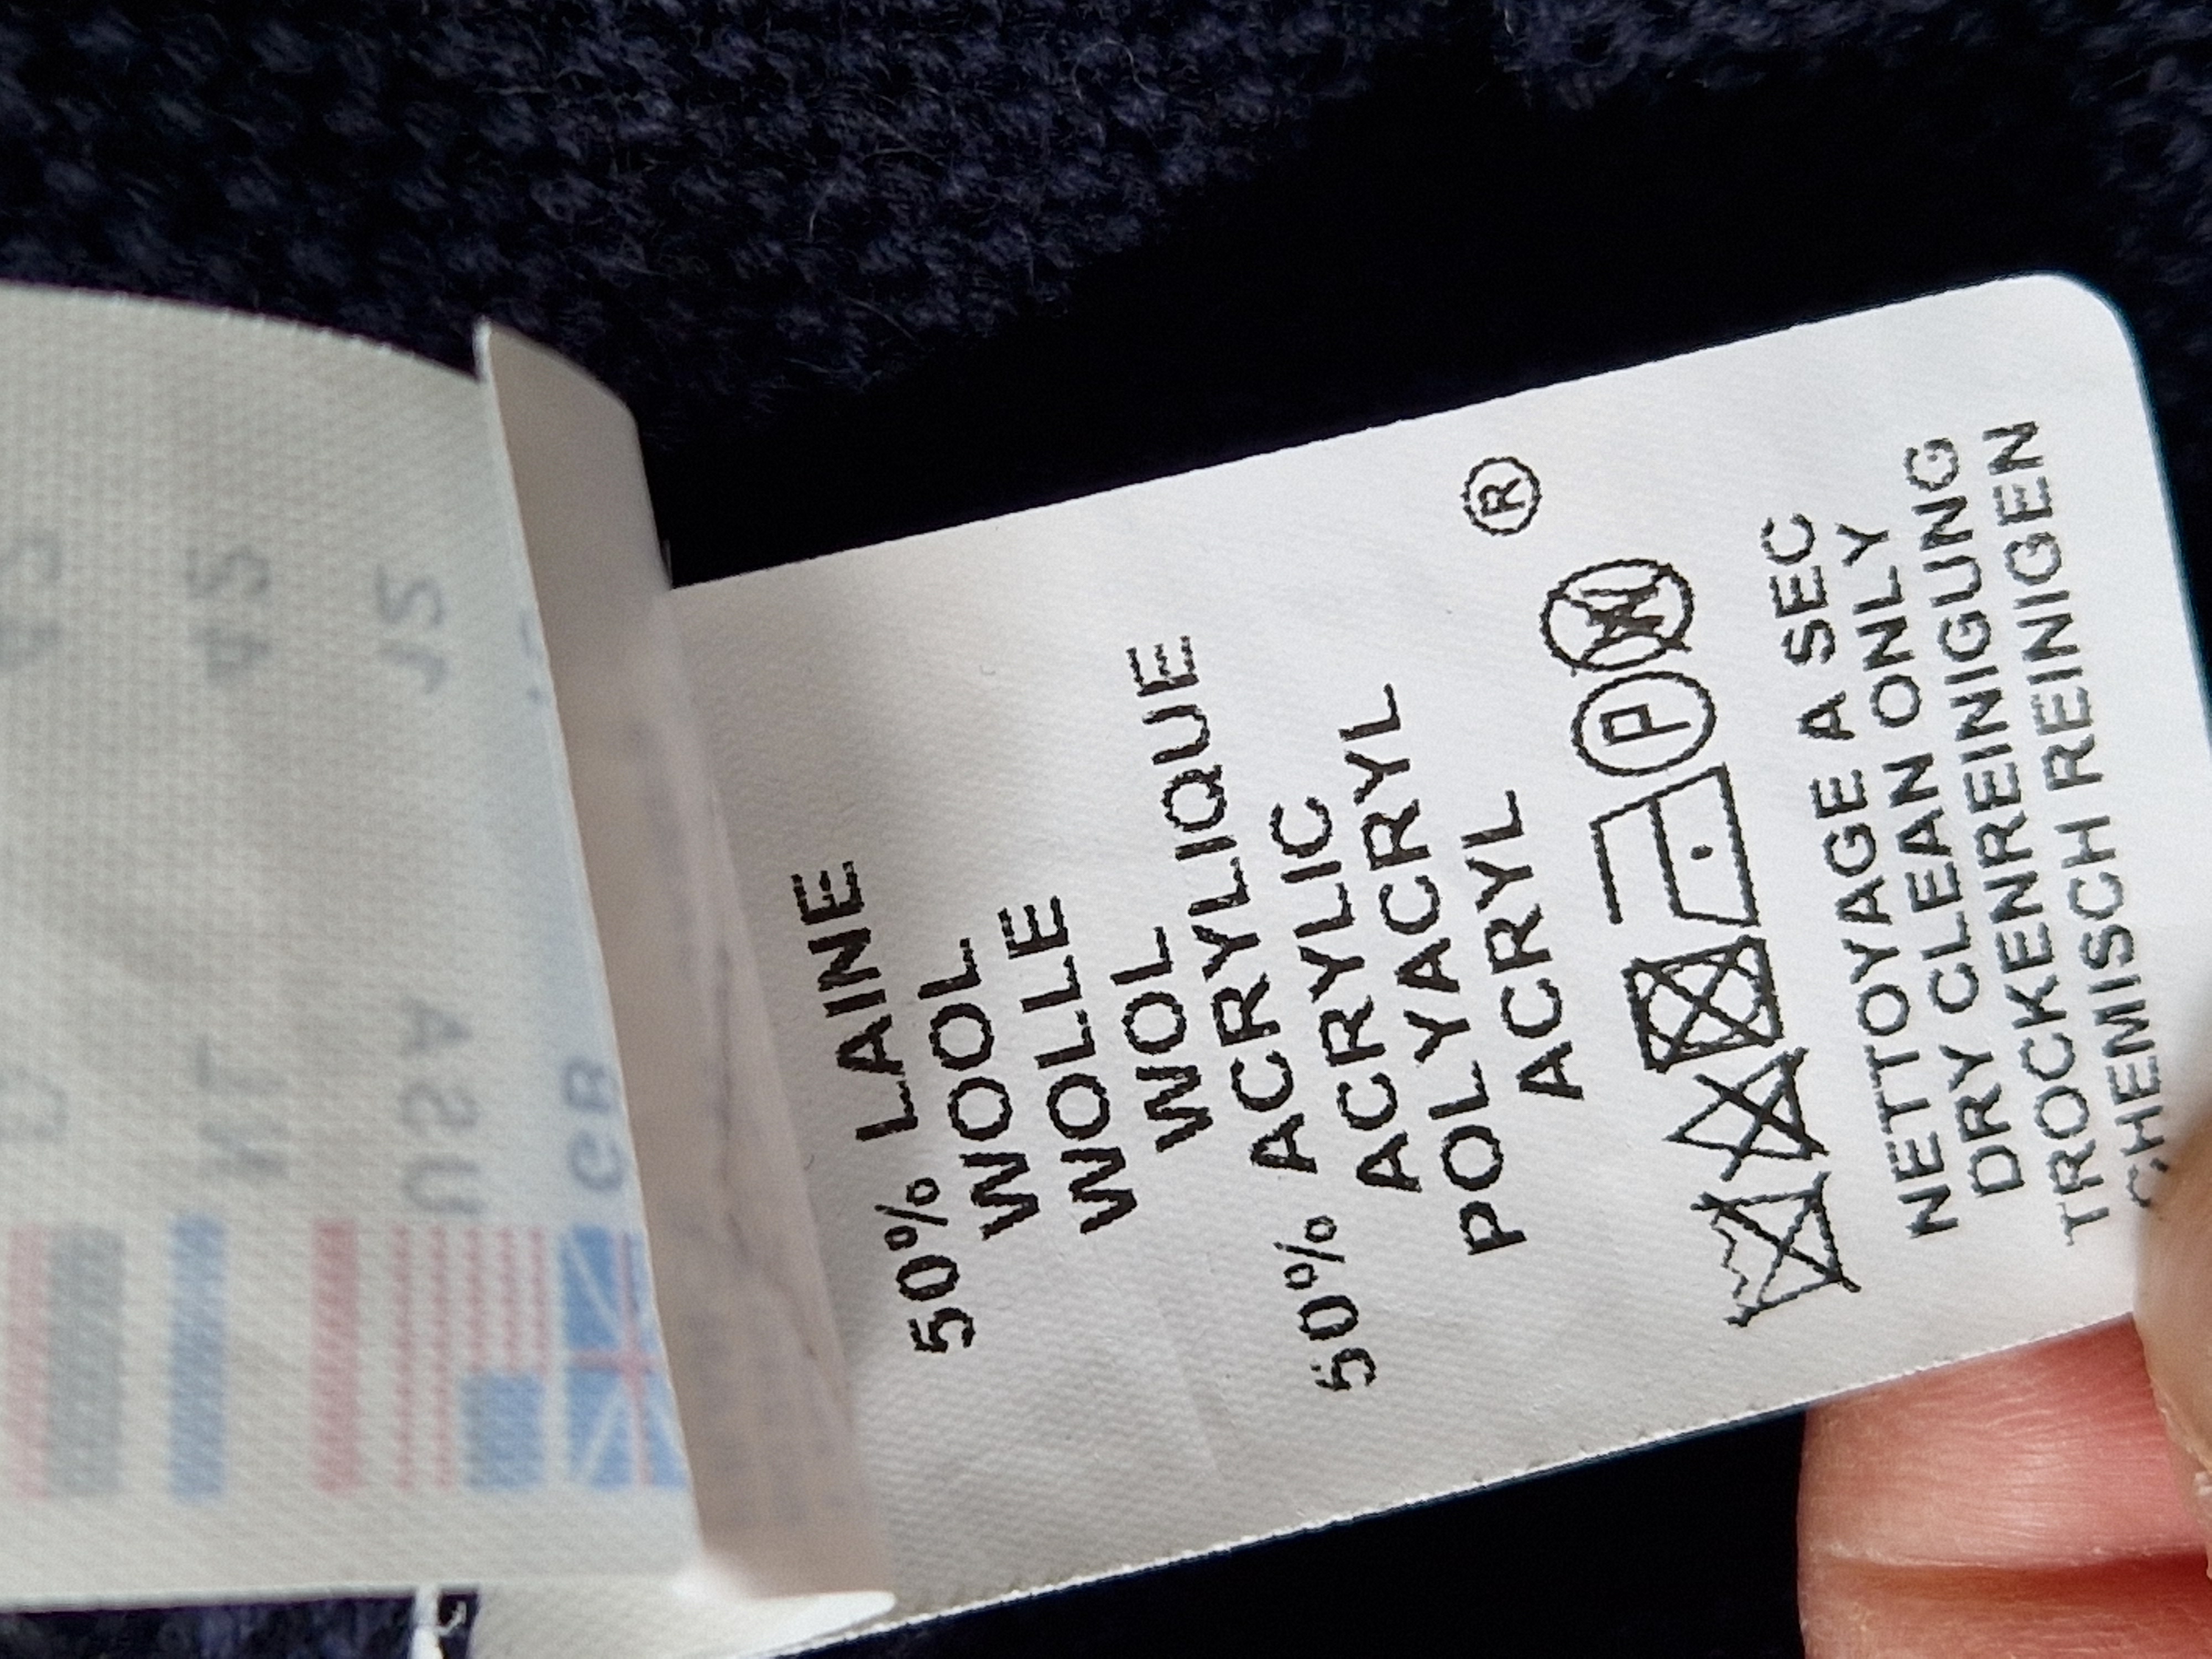 50% LAINE
WOOL
WOLLE
WOL
50% ACRYLIQUE
ACRYLIC
POLYACRYL
ACRYL
®
P W
NETTOYAGE A SEC
DRY CLEAN ONLY
TROCKENREINIGUNG
CHEMISCH REINIGEN
GB
USA